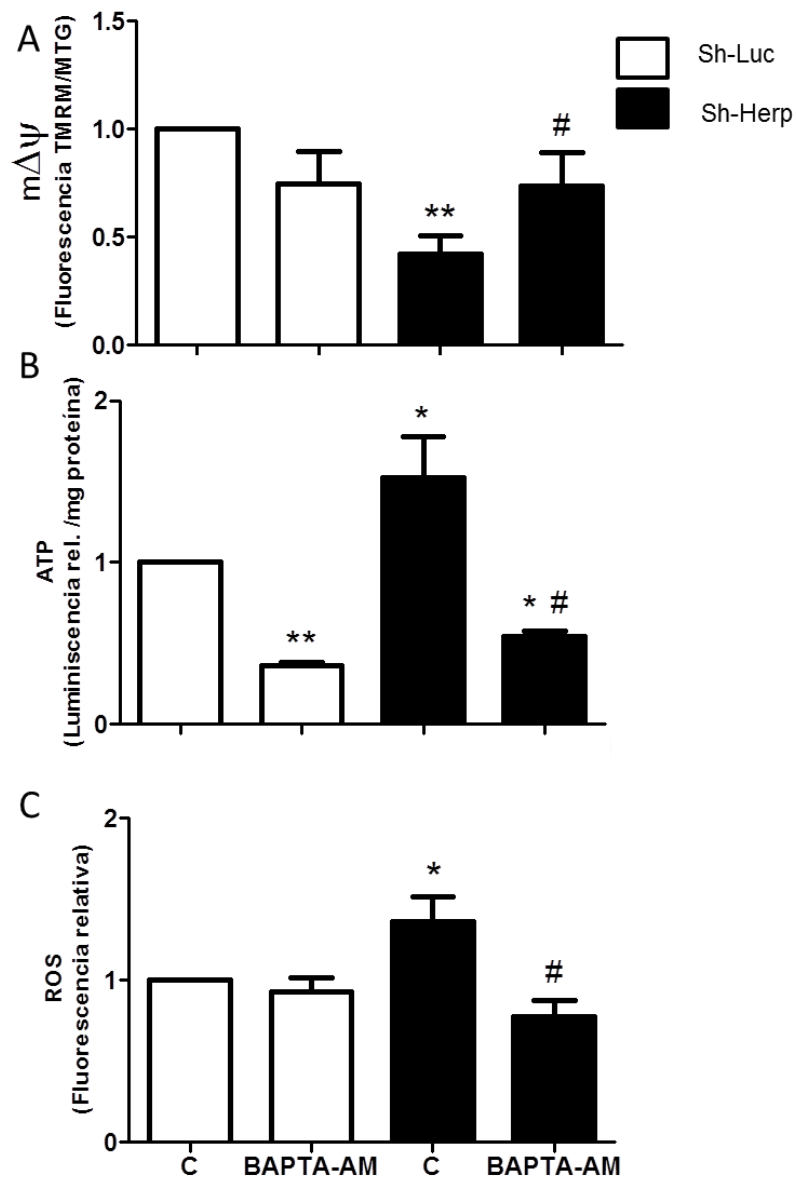 A
mΔψ
(Fluorescencia TMRM/MTG)
1.5
1.0
0.5
0.0
**
#
Sh-Luc
Sh-Herp
B
ATP
(Luminiscencia rel. /mg proteína)
2
1
0
**
*
* #
C
ROS
(Fluorescencia relativa)
2
1
0
*
#
C BAPTA-AM C BAPTA-AM